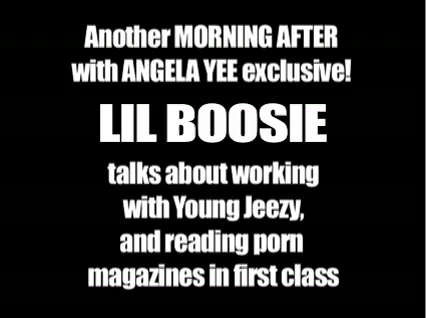 Another MORNING AFTER
with ANGELA YEE exclusive!
LIL BOOSIE
talks about working
with Young Jeezy,
and reading porn
magazines in first class